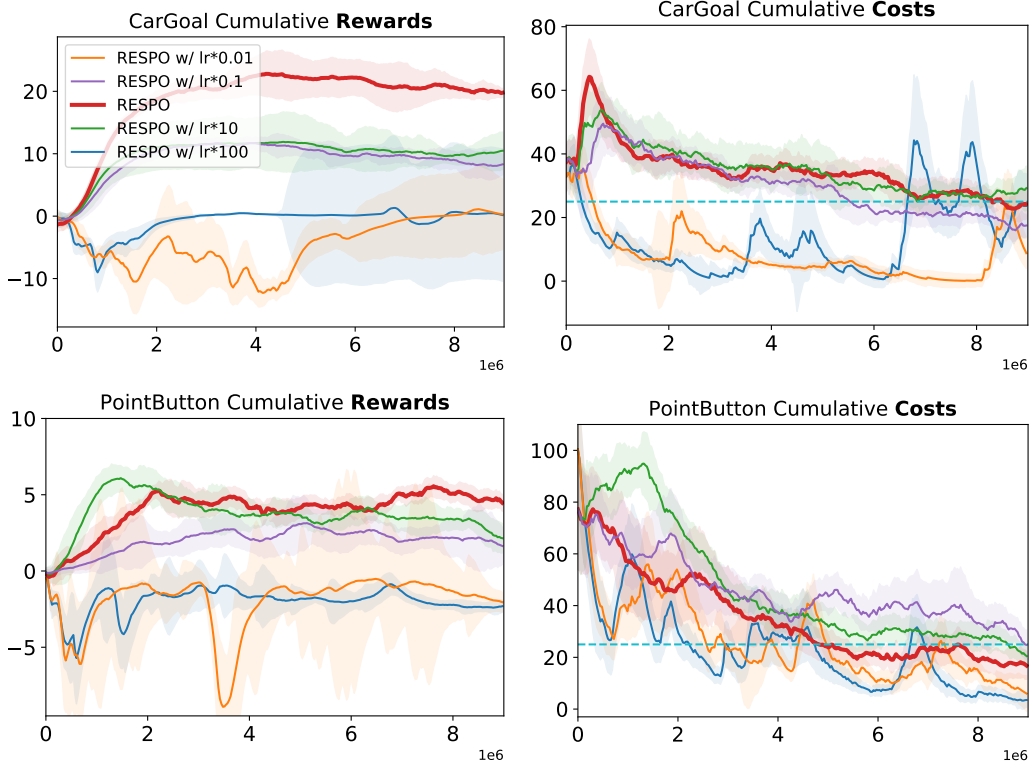 CarGoal Cumulative Rewards
20
10
0
−10
RESPO w/ lr*0.01
RESPO w/ lr*0.1
RESPO
RESPO w/ lr*10
RESPO w/ lr*100
0 2 4 6 8
1e6
CarGoal Cumulative Costs
80
60
40
20
0
0 2 4 6 8
1e6
PointButton Cumulative Rewards
10
5
0
−5
0 2 4 6 8
1e6
PointButton Cumulative Costs
100
80
60
40
20
0
0 2 4 6 8
1e6